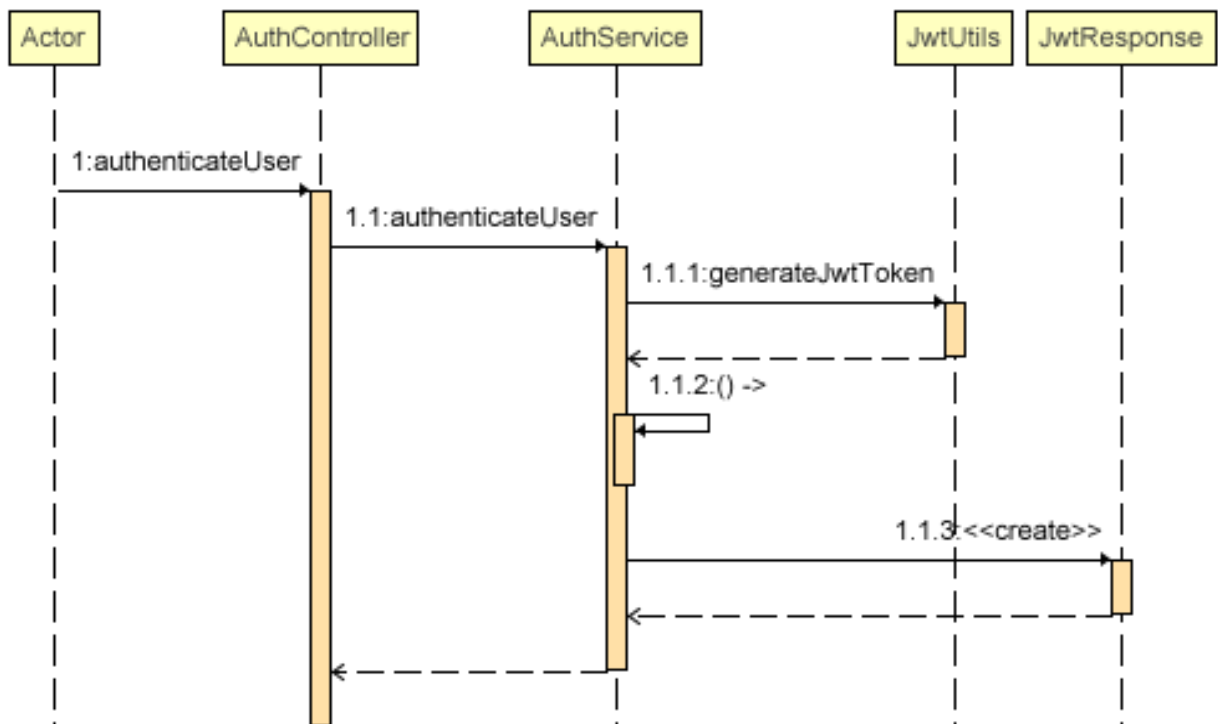 Actor
AuthController
AuthService
JwtUtils
JwtResponse
1:authenticateUser
1.1:authenticateUser
1.1.1:generateJwtToken
1.1.2:() ->
1.1.3:<<create>>